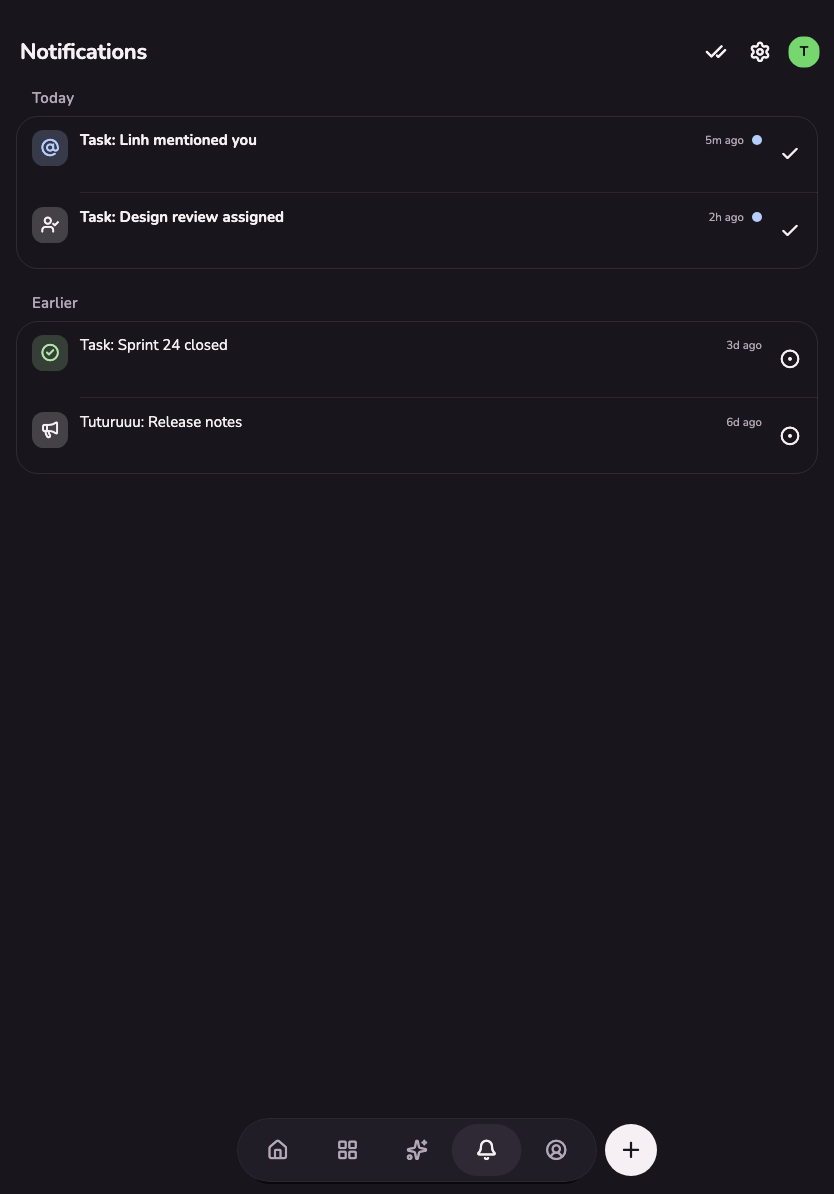 Notifications
T
Today
Task: Linh mentioned you
5m ago
Task: Design review assigned
2h ago
Earlier
Task: Sprint 24 closed
3d ago
Tuturuuu: Release notes
6d ago